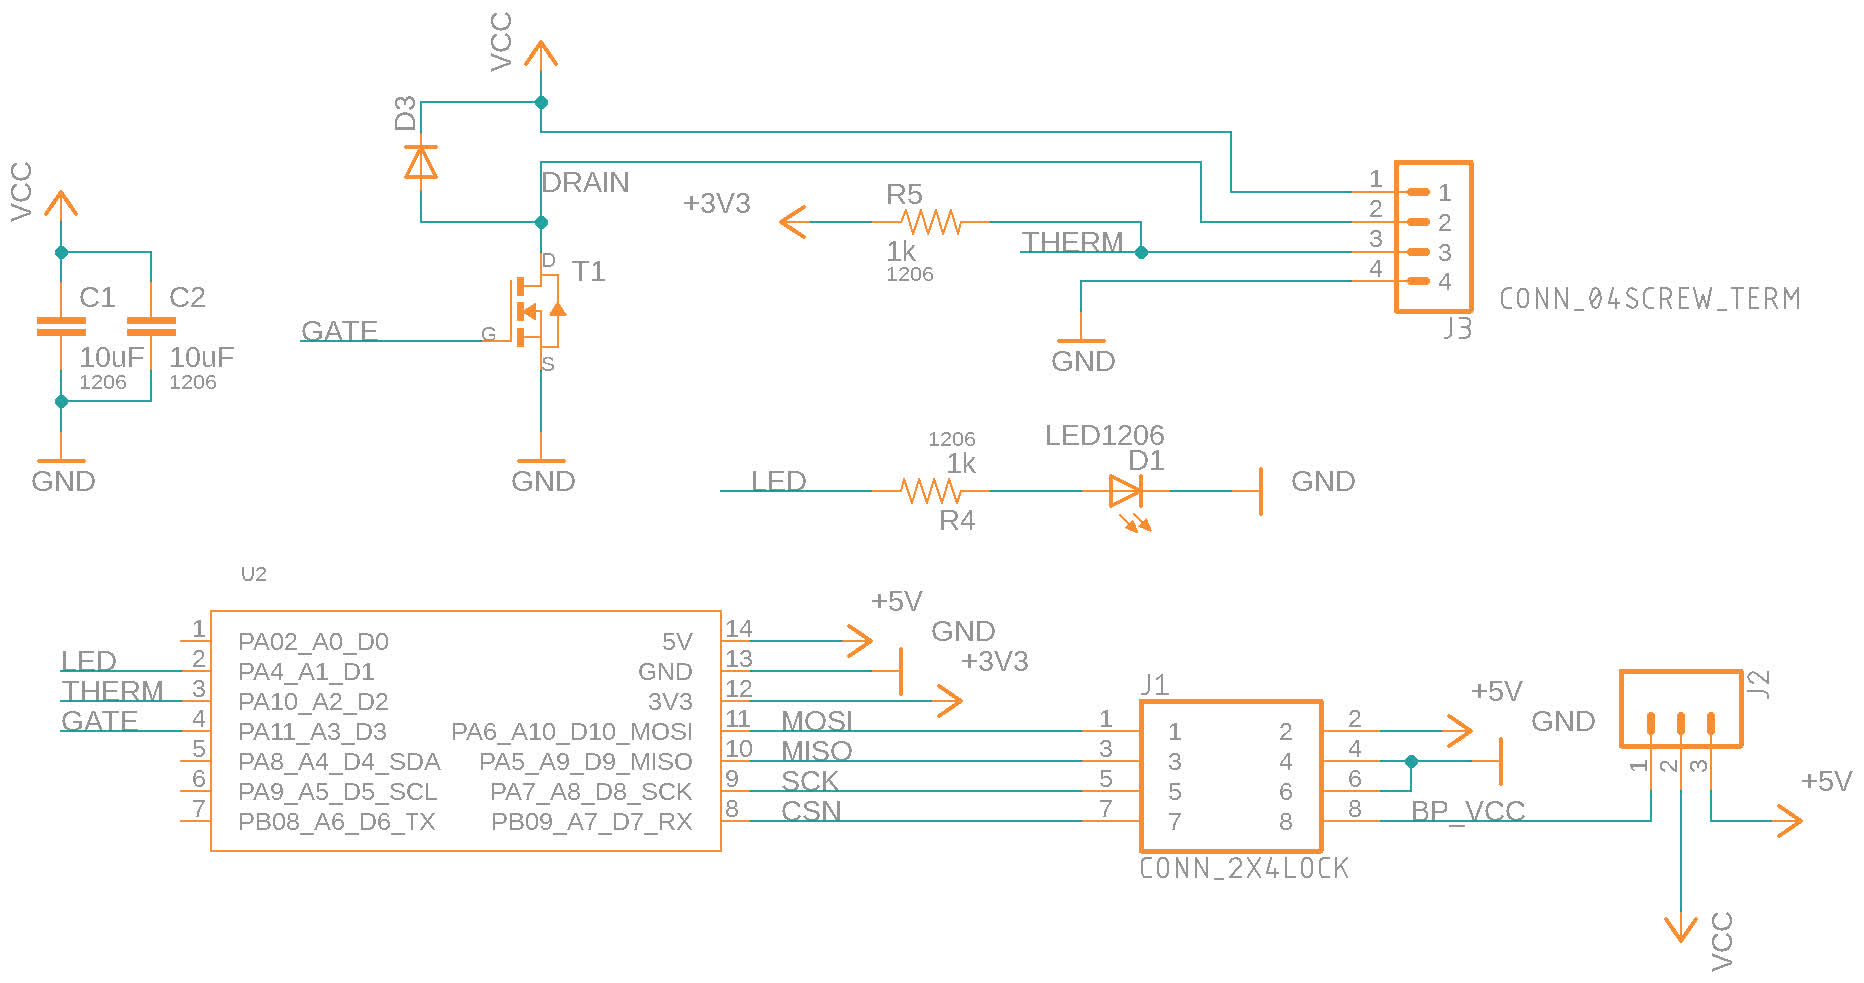 VCC
D3
DRAIN
VCC
+3V3
R5
1k
1206
THERM
1
2
3
4
1
2
3
4
CONN_04SCREW_TERM
J3
GND
D
T1
G
S
GATE
GND
C1
10uF
1206
C2
10uF
1206
GND
LED
1206
1k
R4
LED1206
D1
GND
U2
LED
THERM
GATE
1 PA02_A0_D0
2 PA4_A1_D1
3 PA10_A2_D2
4 PA11_A3_D3
5 PA8_A4_D4_SDA
6 PA9_A5_D5_SCL
7 PB08_A6_D6_TX
5V 14
GND 13
3V3 12
PA6_A10_D10_MOSI 11
PA5_A9_D9_MISO 10
PA7_A8_D8_SCK 9
PB09_A7_D7_RX 8
+5V
GND
+3V3
MOSI
MISO
SCK
CSN
J1
1 1 2 2
3 3 4 4
5 5 6 6
7 7 8 8
CONN_2X4LOCK
+5V
GND
BP_VCC
J2
1
2
3
+5V
VCC